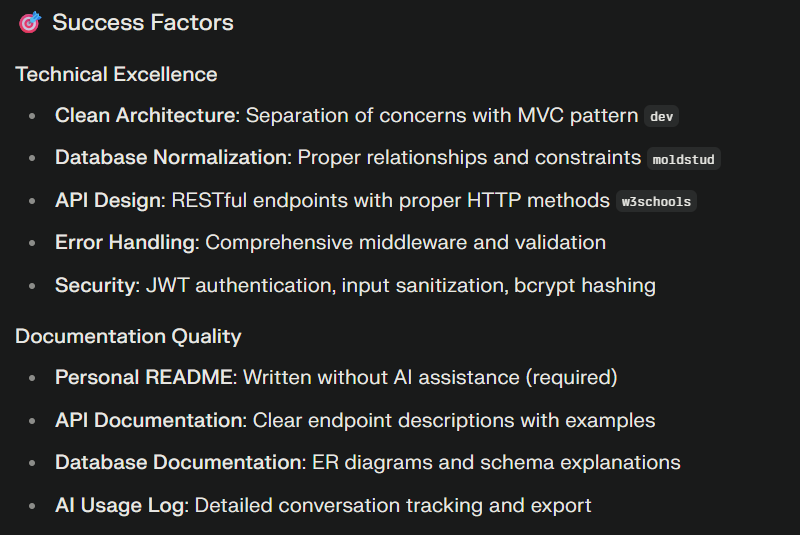 🎯 Success Factors
Technical Excellence
• Clean Architecture: Separation of concerns with MVC pattern dev
• Database Normalization: Proper relationships and constraints moldstud
• API Design: RESTful endpoints with proper HTTP methods w3schools
• Error Handling: Comprehensive middleware and validation
• Security: JWT authentication, input sanitization, bcrypt hashing
Documentation Quality
• Personal README: Written without AI assistance (required)
• API Documentation: Clear endpoint descriptions with examples
• Database Documentation: ER diagrams and schema explanations
• AI Usage Log: Detailed conversation tracking and export